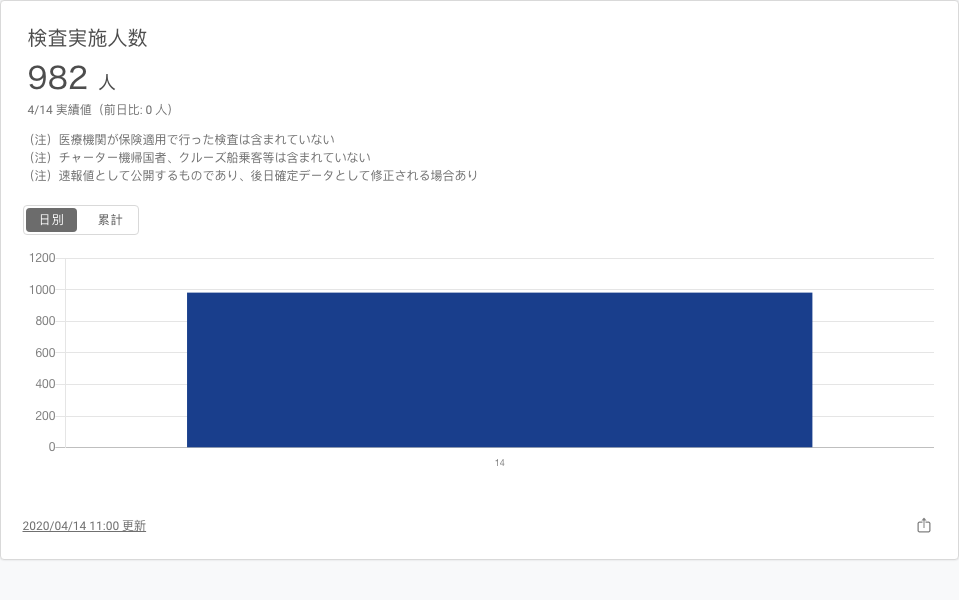 検査実施人数
982 人
4/14 実績値（前日比: 0 人）
（注）医療機関が保険適用で行った検査は含まれていない
（注）チャーター機帰国者、クルーズ船乗客等は含まれていない
（注）速報値として公開するものであり、後日確定データとして修正される場合あり
日別 累計
1200
1000
800
600
400
200
0
14
2020/04/14 11:00 更新